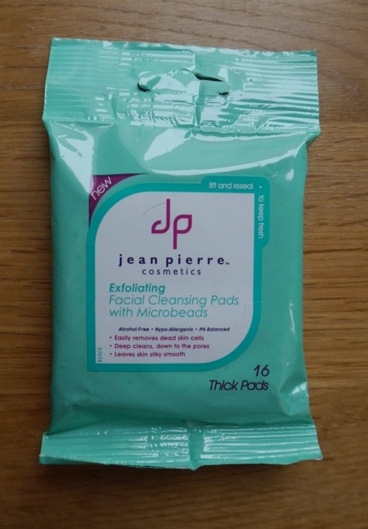 new
lift and reseal • to keep fresh
jp
jean pierre™
cosmetics
Exfoliating
Facial Cleansing Pads
with Microbeads
Alcohol-Free • Hypo-Allergenic • PH Balanced
• Easily removes dead skin cells
• Deep cleans, down to the pores
• Leaves skin silky smooth
16
Thick Pads